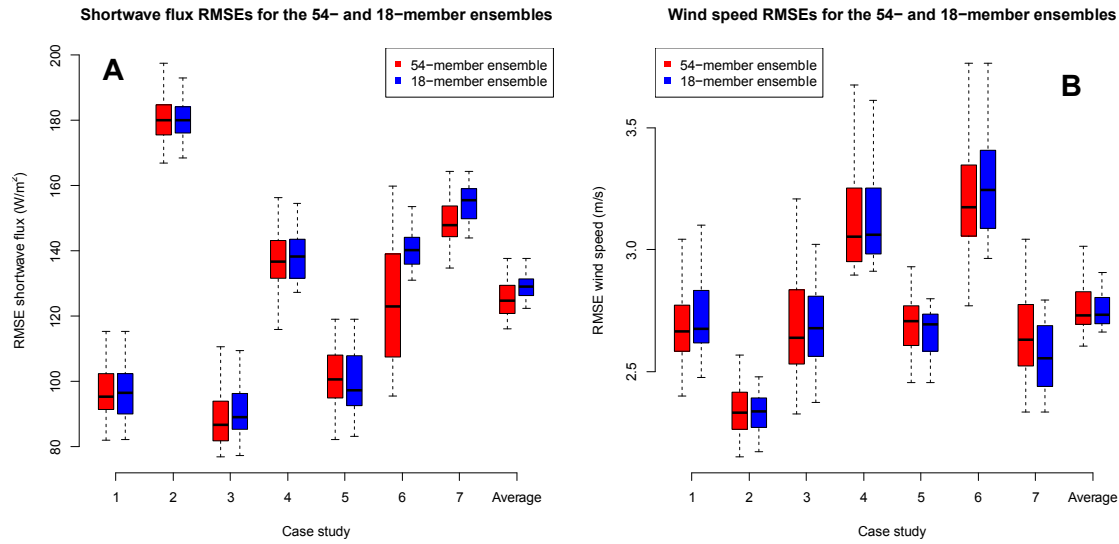 Shortwave flux RMSEs for the 54− and 18−member ensembles
A
54−member ensemble
18−member ensemble
RMSE shortwave flux (W/m²)
200
180
160
140
120
100
80
1 2 3 4 5 6 7 Average
Case study
Wind speed RMSEs for the 54− and 18−member ensembles
54−member ensemble
18−member ensemble
B
RMSE wind speed (m/s)
3.5
3.0
2.5
1 2 3 4 5 6 7 Average
Case study